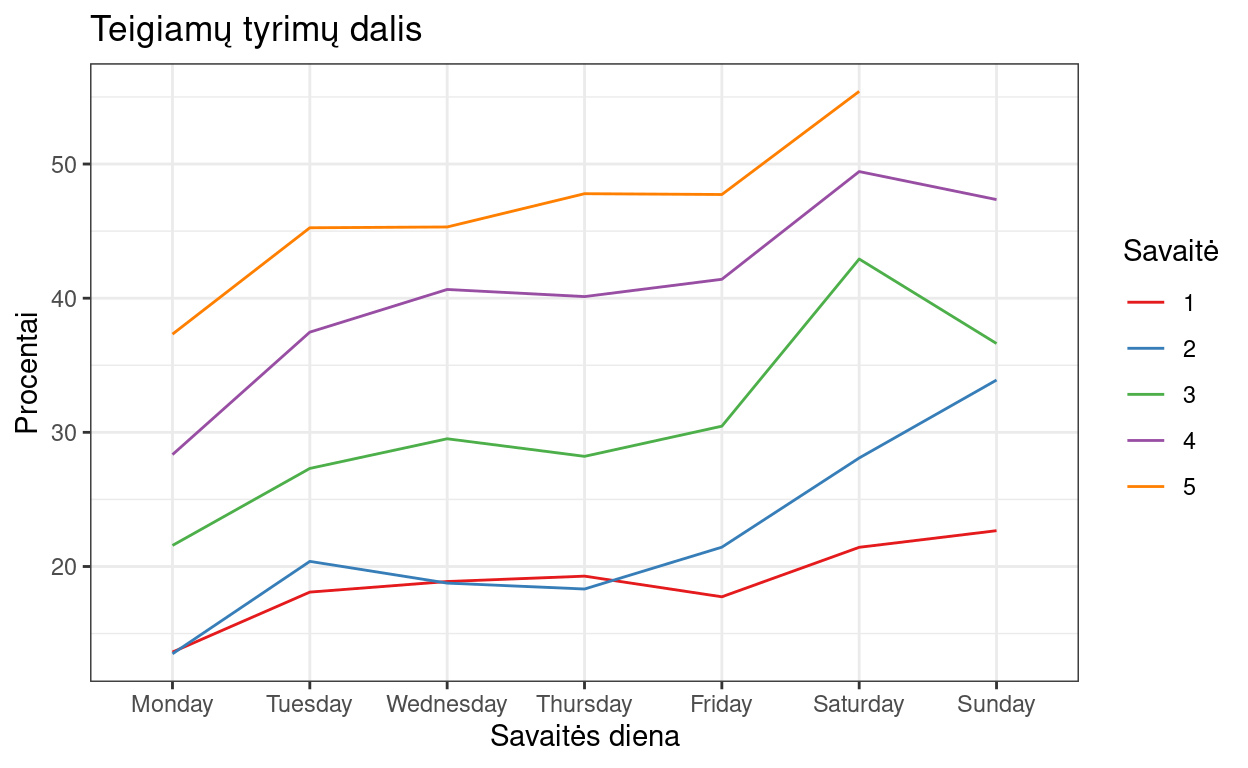 Teigiamų tyrimų dalis
Procentai
50
40
30
20
Monday Tuesday Wednesday Thursday Friday Saturday Sunday
Savaitės diena
Savaitė
1
2
3
4
5